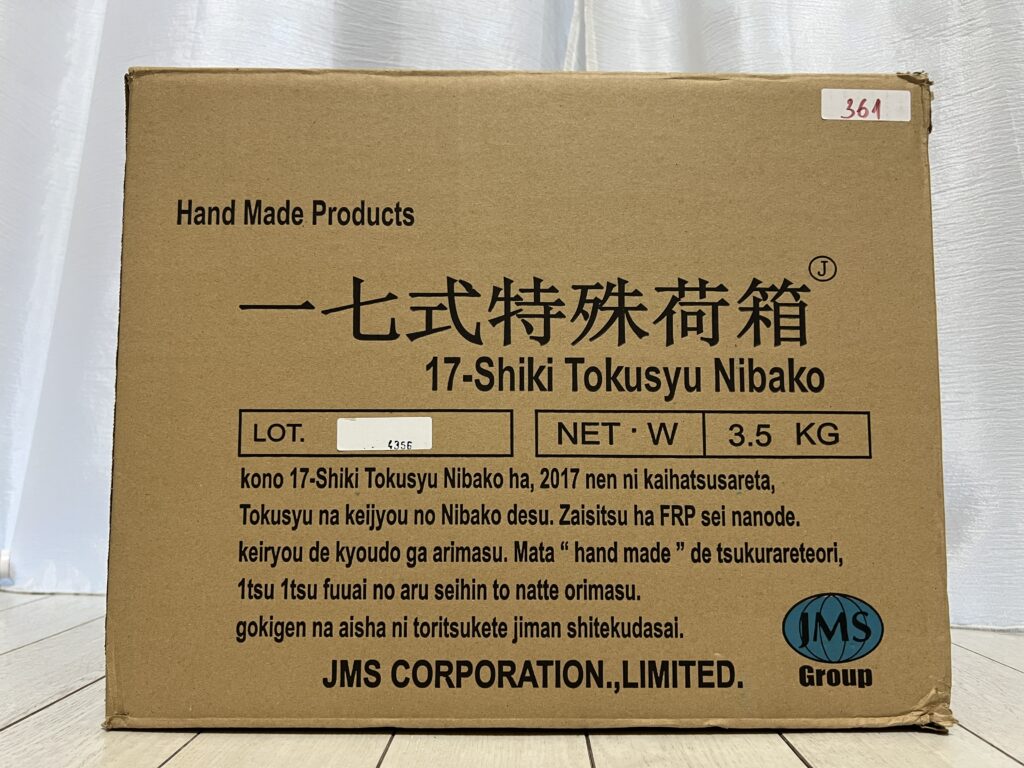 361
Hand Made Products
一七式特殊荷箱 J
17-Shiki Tokusyu Nibako
LOT. 4356
NET・W 3.5 KG
kono 17-Shiki Tokusyu Nibako ha, 2017 nen ni kaihatsusareta,
Tokusyu na keijyou no Nibako desu. Zaisitsu ha FRP sei nanode.
keiryou de kyoudo ga arimasu. Mata “ hand made ” de tsukurareteori,
1tsu 1tsu fuuai no aru seihin to natte orimasu.
gokigen na aisha ni toritsukete jiman shitekudasai.
JMS
Group
JMS CORPORATION.,LIMITED.